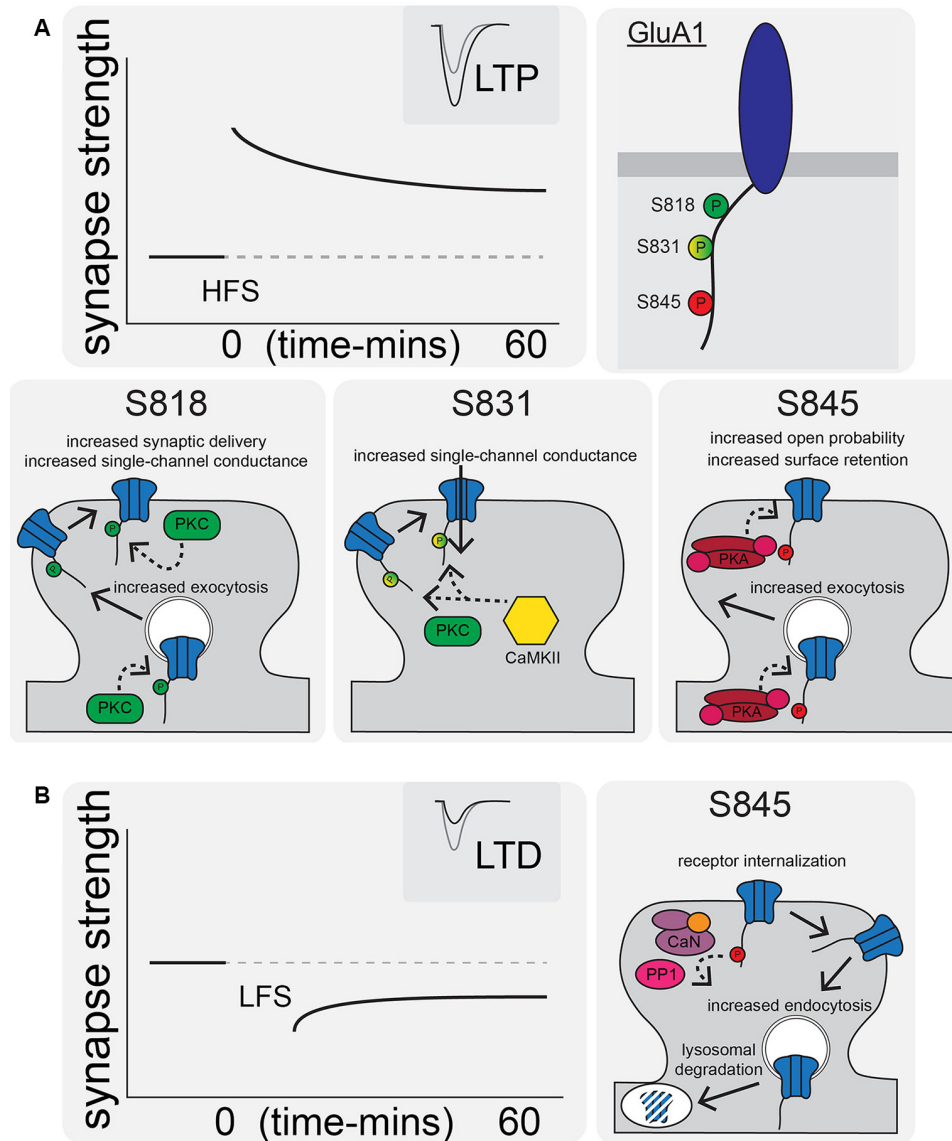 A
synapse strength
LTP
HFS
0 (time-mins) 60
GluA1
S818 P
S831 P
S845 P
S818
increased synaptic delivery
increased single-channel conductance
P
PKC
P
increased exocytosis
P
PKC
S831
increased single-channel conductance
P
P
PKC
CaMKII
S845
increased open probability
increased surface retention
PKA
P
increased exocytosis
PKA
P
B
synapse strength
LTD
LFS
0 (time-mins) 60
S845
receptor internalization
CaN
P
PP1
increased endocytosis
lysosomal
degradation